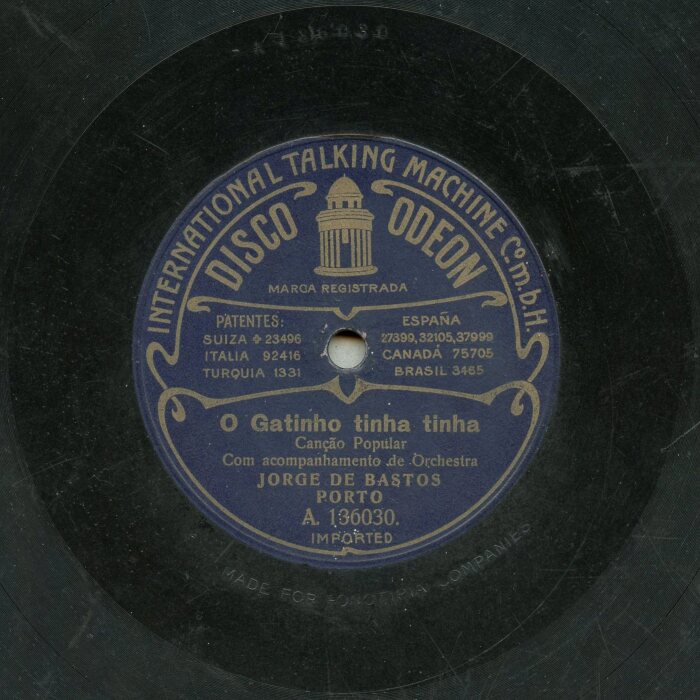 A 136030
INTERNATIONAL TALKING MACHINE Co.m.b.H.
DISCO ODEON
MARCA REGISTRADA
PATENTES:
SUIZA ✚ 23496
ITALIA 92416
TURQUIA 1331
ESPAÑA
27399, 32105, 37999
CANADÁ 75705
BRASIL 3465
O Gatinho tinha tinha
Canção Popular
Com acompanhamento de Orchestra
JORGE DE BASTOS
PORTO
A. 136030.
IMPORTED
MADE FOR FONOTIPIA COMPANIES